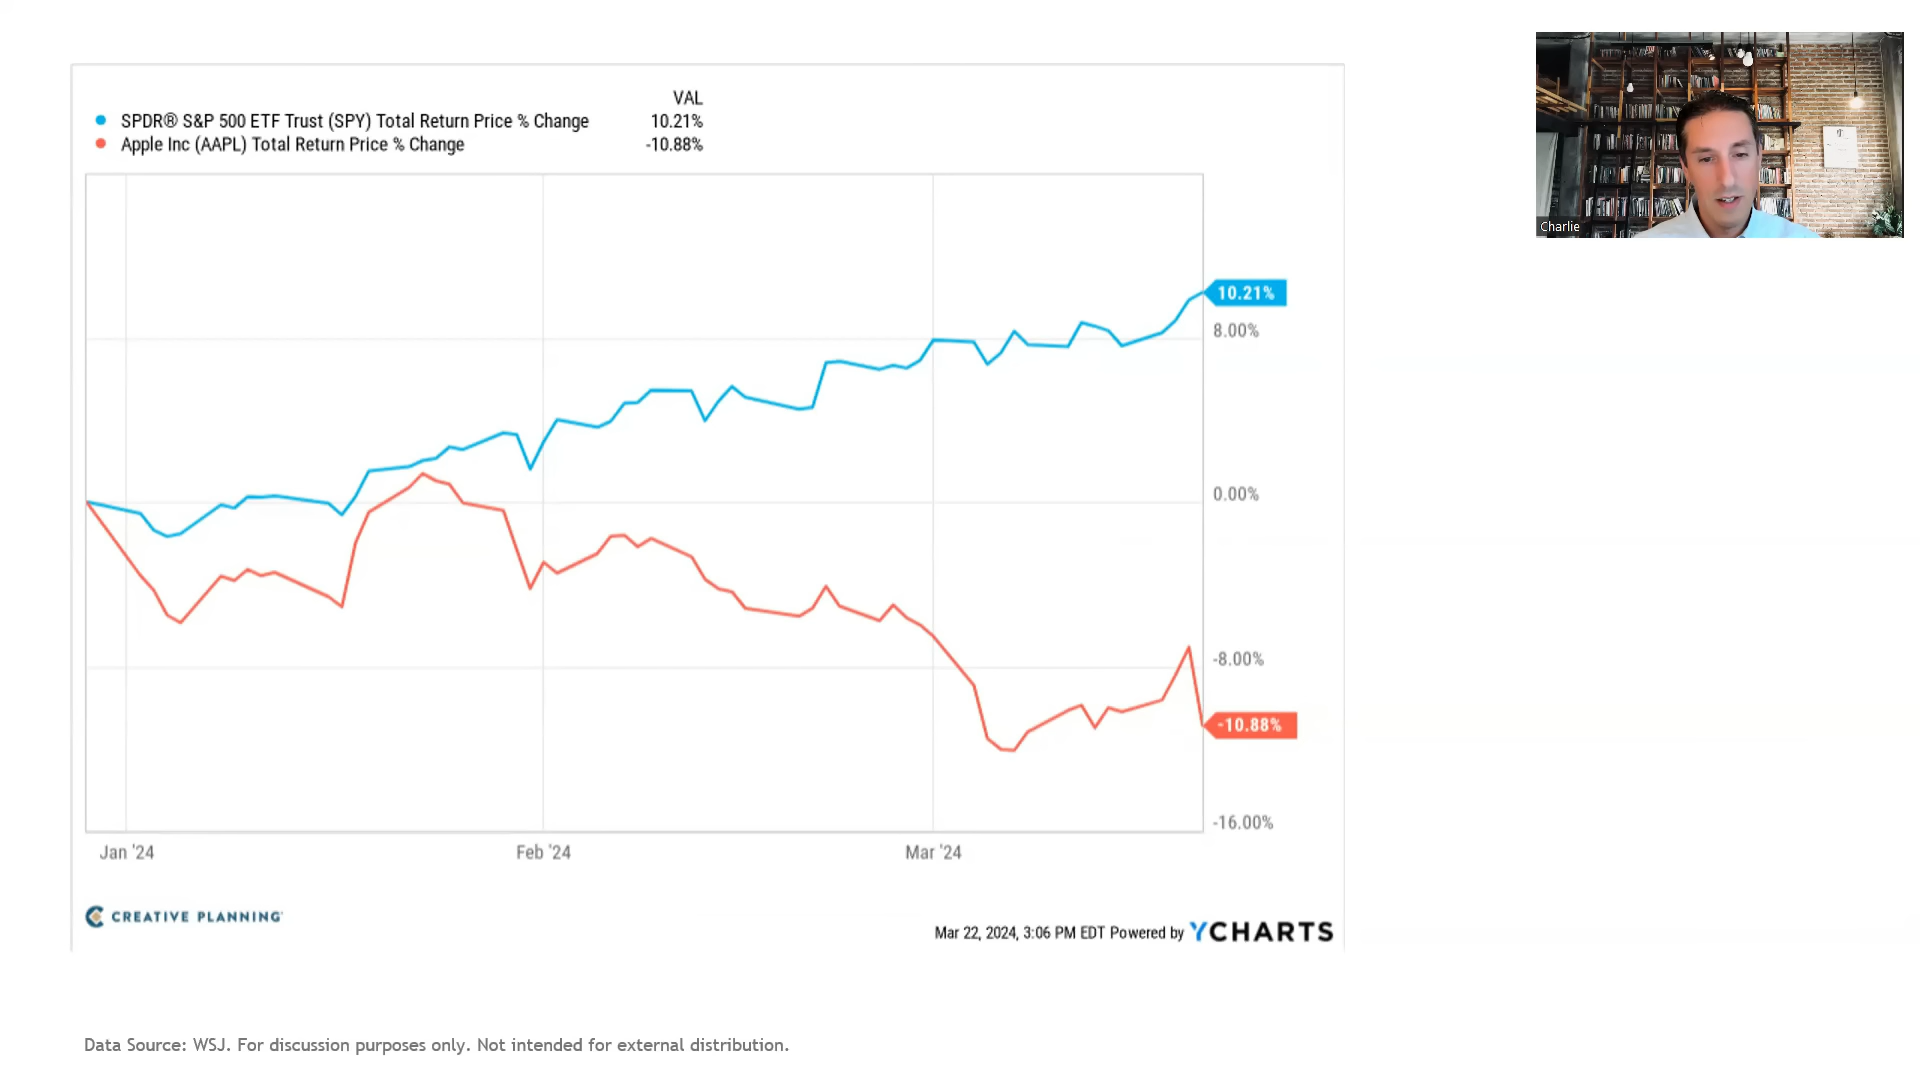 VAL
SPDR® S&P 500 ETF Trust (SPY) Total Return Price % Change 10.21%
Apple Inc (AAPL) Total Return Price % Change -10.88%
10.21%
8.00%
0.00%
-8.00%
-10.88%
-16.00%
Jan '24 Feb '24 Mar '24
CREATIVE PLANNING
Mar 22, 2024, 3:06 PM EDT Powered by YCHARTS
Data Source: WSJ. For discussion purposes only. Not intended for external distribution.
Charlie